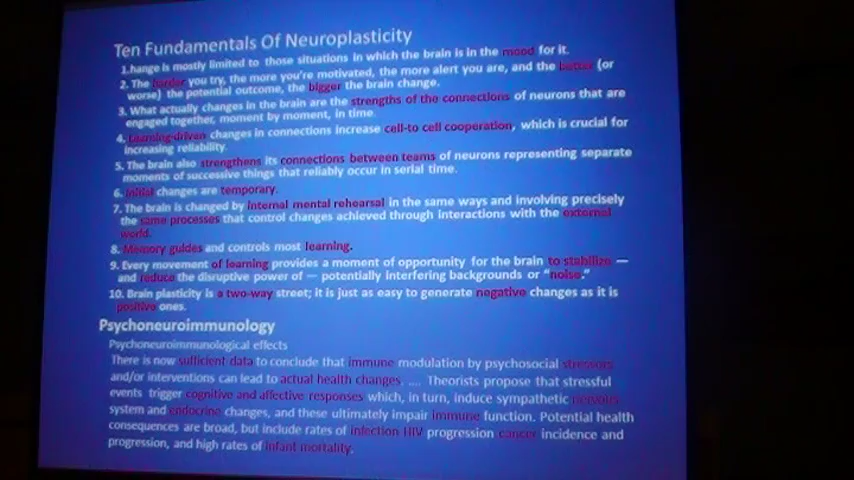 Ten Fundamentals Of Neuroplasticity
1.hange is mostly limited to those situations in which the brain is in the mood for it.
2. The harder you try, the more you're motivated, the more alert you are, and the better (or
worse) the potential outcome, the bigger the brain change.
3. What actually changes in the brain are the strengths of the connections of neurons that are
engaged together, moment by moment, in time.
4. Learning-driven changes in connections increase cell-to cell cooperation, which is crucial for
increasing reliability.
5. The brain also strengthens its connections between teams of neurons representing separate
moments of successive things that reliably occur in serial time.
6. Initial changes are temporary.
7. The brain is changed by internal mental rehearsal in the same ways and involving precisely
the same processes that control changes achieved through interactions with the external
world.
8. Memory guides and controls most learning.
9. Every movement of learning provides a moment of opportunity for the brain to stabilize —
and reduce the disruptive power of — potentially interfering backgrounds or "noise."
10. Brain plasticity is a two-way street; it is just as easy to generate negative changes as it is
positive ones.
Psychoneuroimmunology
Psychoneuroimmunological effects
There is now sufficient data to conclude that immune modulation by psychosocial stressors
and/or interventions can lead to actual health changes. .... Theorists propose that stressful
events trigger cognitive and affective responses which, in turn, induce sympathetic nervous
system and endocrine changes, and these ultimately impair immune function. Potential health
consequences are broad, but include rates of infection HIV progression cancer incidence and
progression, and high rates of infant mortality.